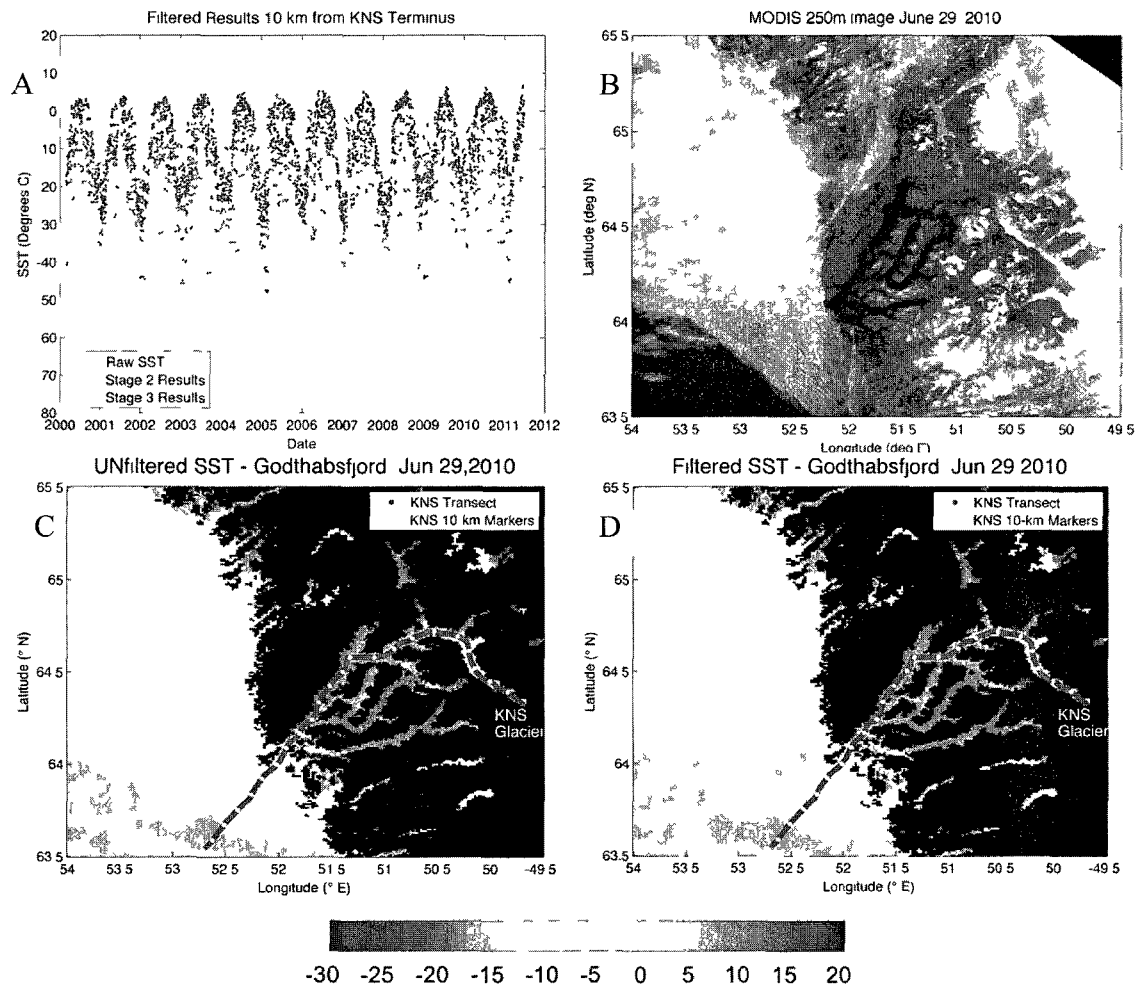 Filtered Results 10 km from KNS Terminus
A
SST (Degrees C)
20
10
0
10
20
30
-40
50
60
70
80
Raw SST
Stage 2 Results
Stage 3 Results
2000 2001 2002 2003 2004 2005 2006 2007 2008 2009 2010 2011 2012
Date
MODIS 250m image June 29 2010
B
Latitude (deg N)
65 5
65
64 5
64
63 5
54 53 5 53 52 5 52 51 5 51 50 5 50 49 5
Longitude (deg
UNfiltered SST - Godthabsfjord Jun 29,2010
C
KNS Transect
KNS 10 km Markers
Latitude (° N)
65 5
65
64.5
64
63 5
KNS
Glacier
54 53 5 53 52.5 52 51 5 51 50 5 50 -49 5
Longitude (° E)
Filtered SST - Godthabsfjord Jun 29 2010
D
KNS Transect
KNS 10-km Markers
Latitude (° N)
65 5
65
64.5
64
63 5
KNS
Glacier
54 53 5 53 52 5 52 51 5 51 50 5 50 -49 5
Longitude (° E)
-30 -25 -20 -15 -10 -5 0 5 10 15 20